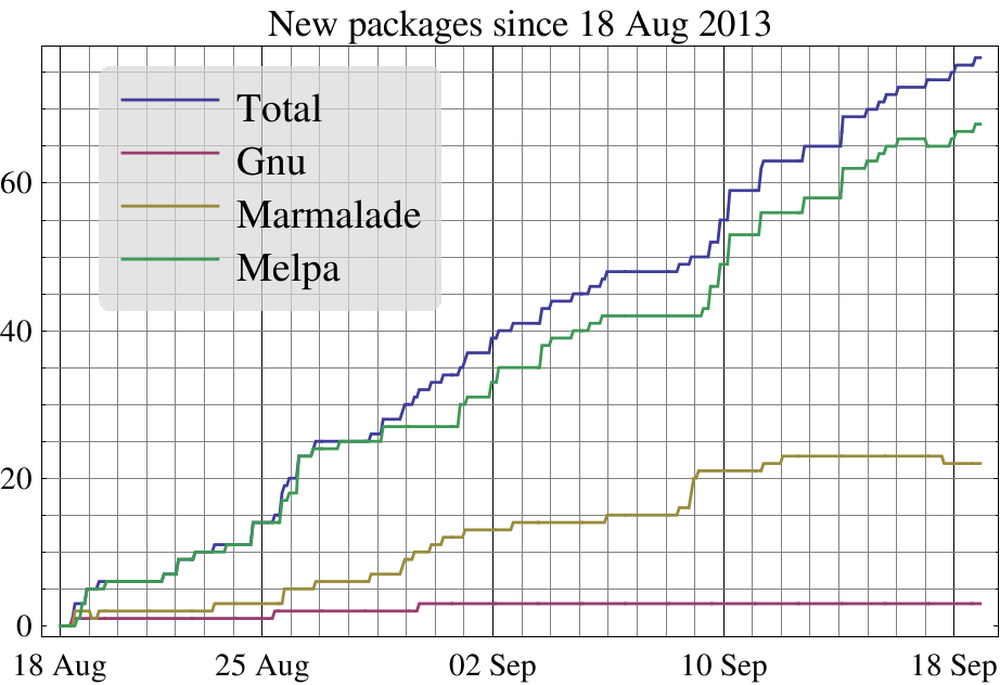 New packages since 18 Aug 2013
Total
Gnu
Marmalade
Melpa
60
40
20
0
18 Aug 25 Aug 02 Sep 10 Sep 18 Sep